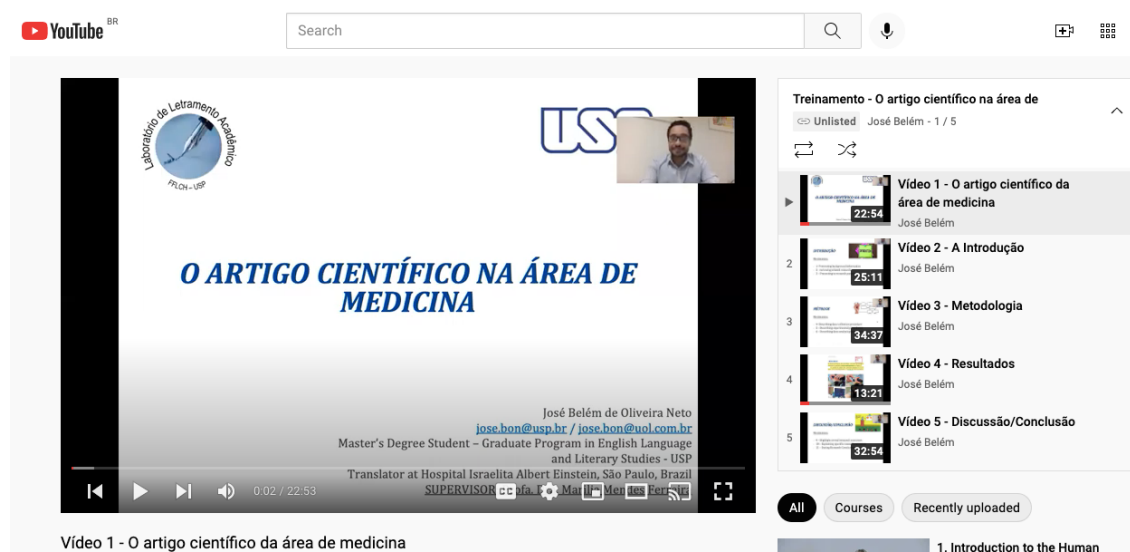 YouTube BR
Search
Laboratório de Letramento Acadêmico
FFLCH - USP
USP
O ARTIGO CIENTÍFICO NA ÁREA DE
MEDICINA
José Belém de Oliveira Neto
jose.bon@usp.br / jose.bon@uol.com.br
Master's Degree Student – Graduate Program in English Language
and Literary Studies - USP
Translator at Hospital Israelita Albert Einstein, São Paulo, Brazil
SUPERVISOR Marília Mendes Ferreira
0:02 / 22:53
CC
Vídeo 1 - O artigo científico da área de medicina
Treinamento - O artigo científico na área de
Unlisted José Belém - 1 / 5
22:54
Vídeo 1 - O artigo científico da
área de medicina
José Belém
2
25:11
Vídeo 2 - A Introdução
José Belém
3
34:37
Vídeo 3 - Metodologia
José Belém
4
13:21
Vídeo 4 - Resultados
José Belém
5
32:54
Vídeo 5 - Discussão/Conclusão
José Belém
All Courses Recently uploaded
1. Introduction to the Human